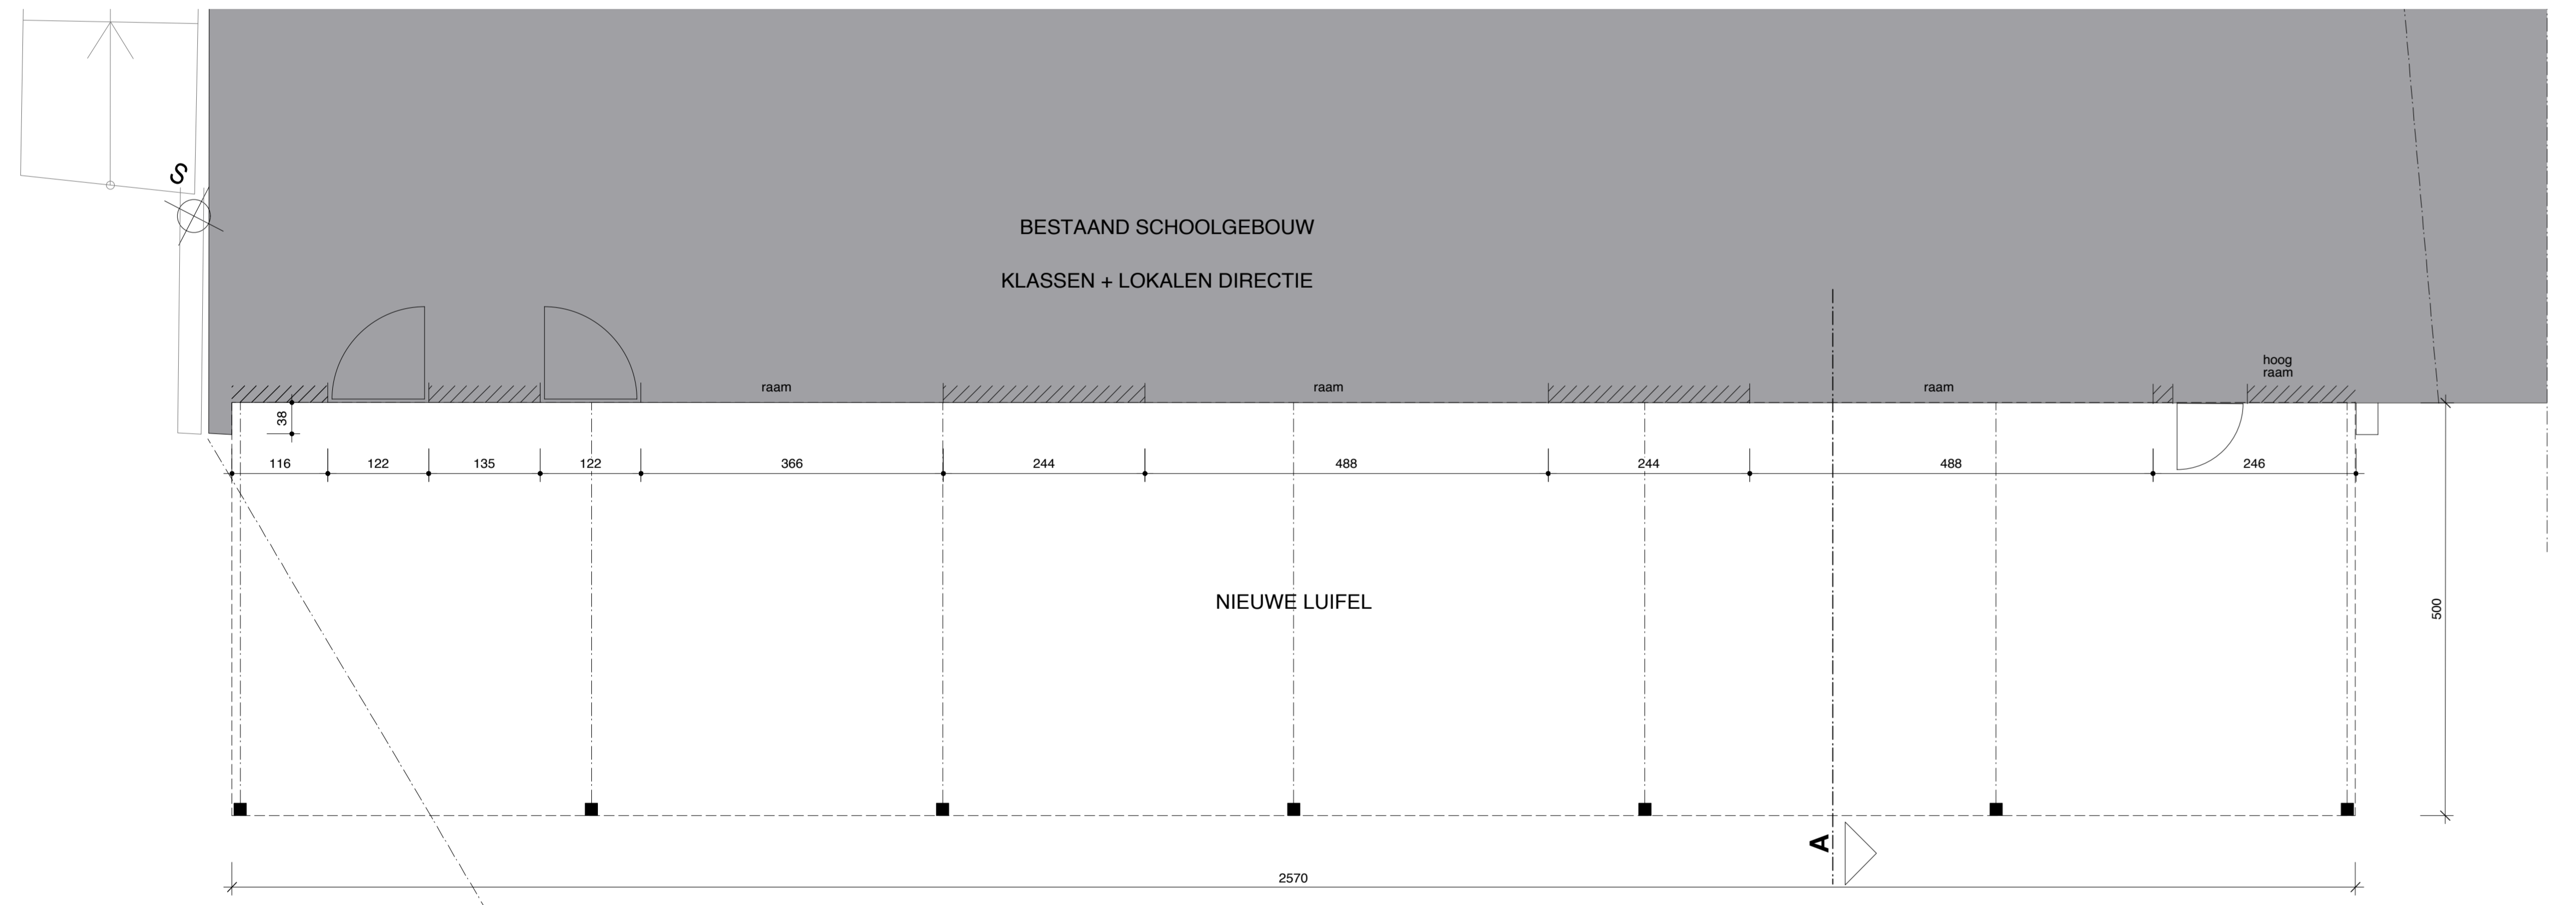 S
BESTAAND SCHOOLGEBOUW
KLASSEN + LOKALEN DIRECTIE
hoog
raam
raam
raam
raam
38
116
122
135
122
366
244
488
244
488
246
500
NIEUWE LUIFEL
A
2570